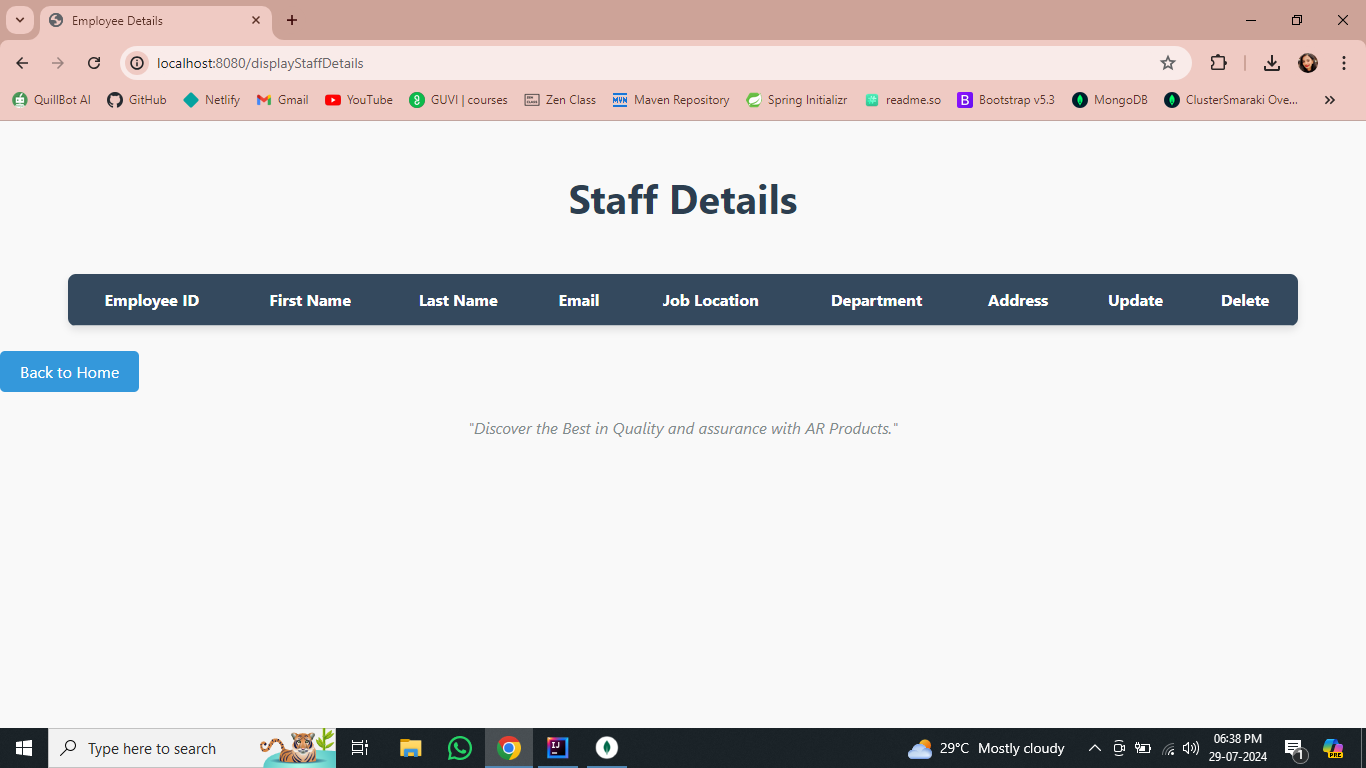 Employee Details
localhost:8080/displayStaffDetails
QuillBot AI GitHub Netlify Gmail YouTube GUVI | courses Zen Class Maven Repository Spring Initializr readme.so Bootstrap v5.3 MongoDB ClusterSmaraki Ove...
Staff Details
Employee ID First Name Last Name Email Job Location Department Address Update Delete
Back to Home
"Discover the Best in Quality and assurance with AR Products."
Type here to search
29°C Mostly cloudy
06:38 PM
29-07-2024
1